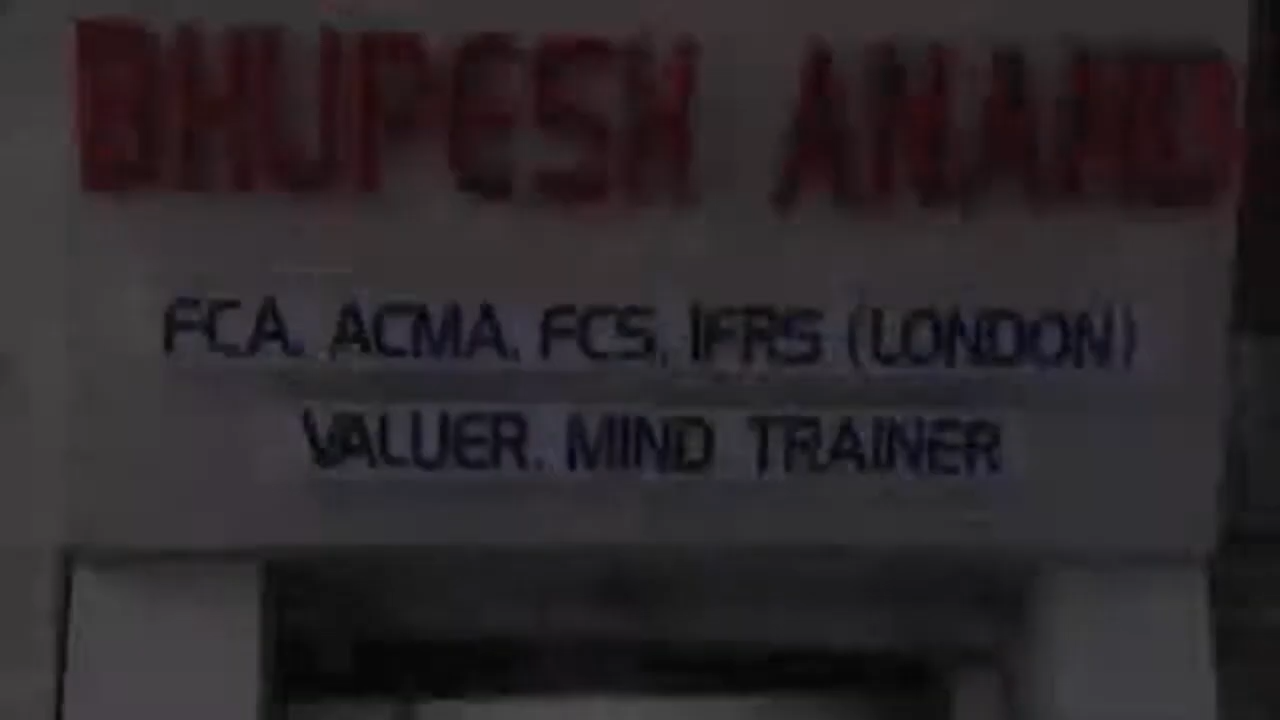 BHUPESH ANAND
FCA, ACMA, FCS, IFRS (LONDON)
VALUER, MIND TRAINER